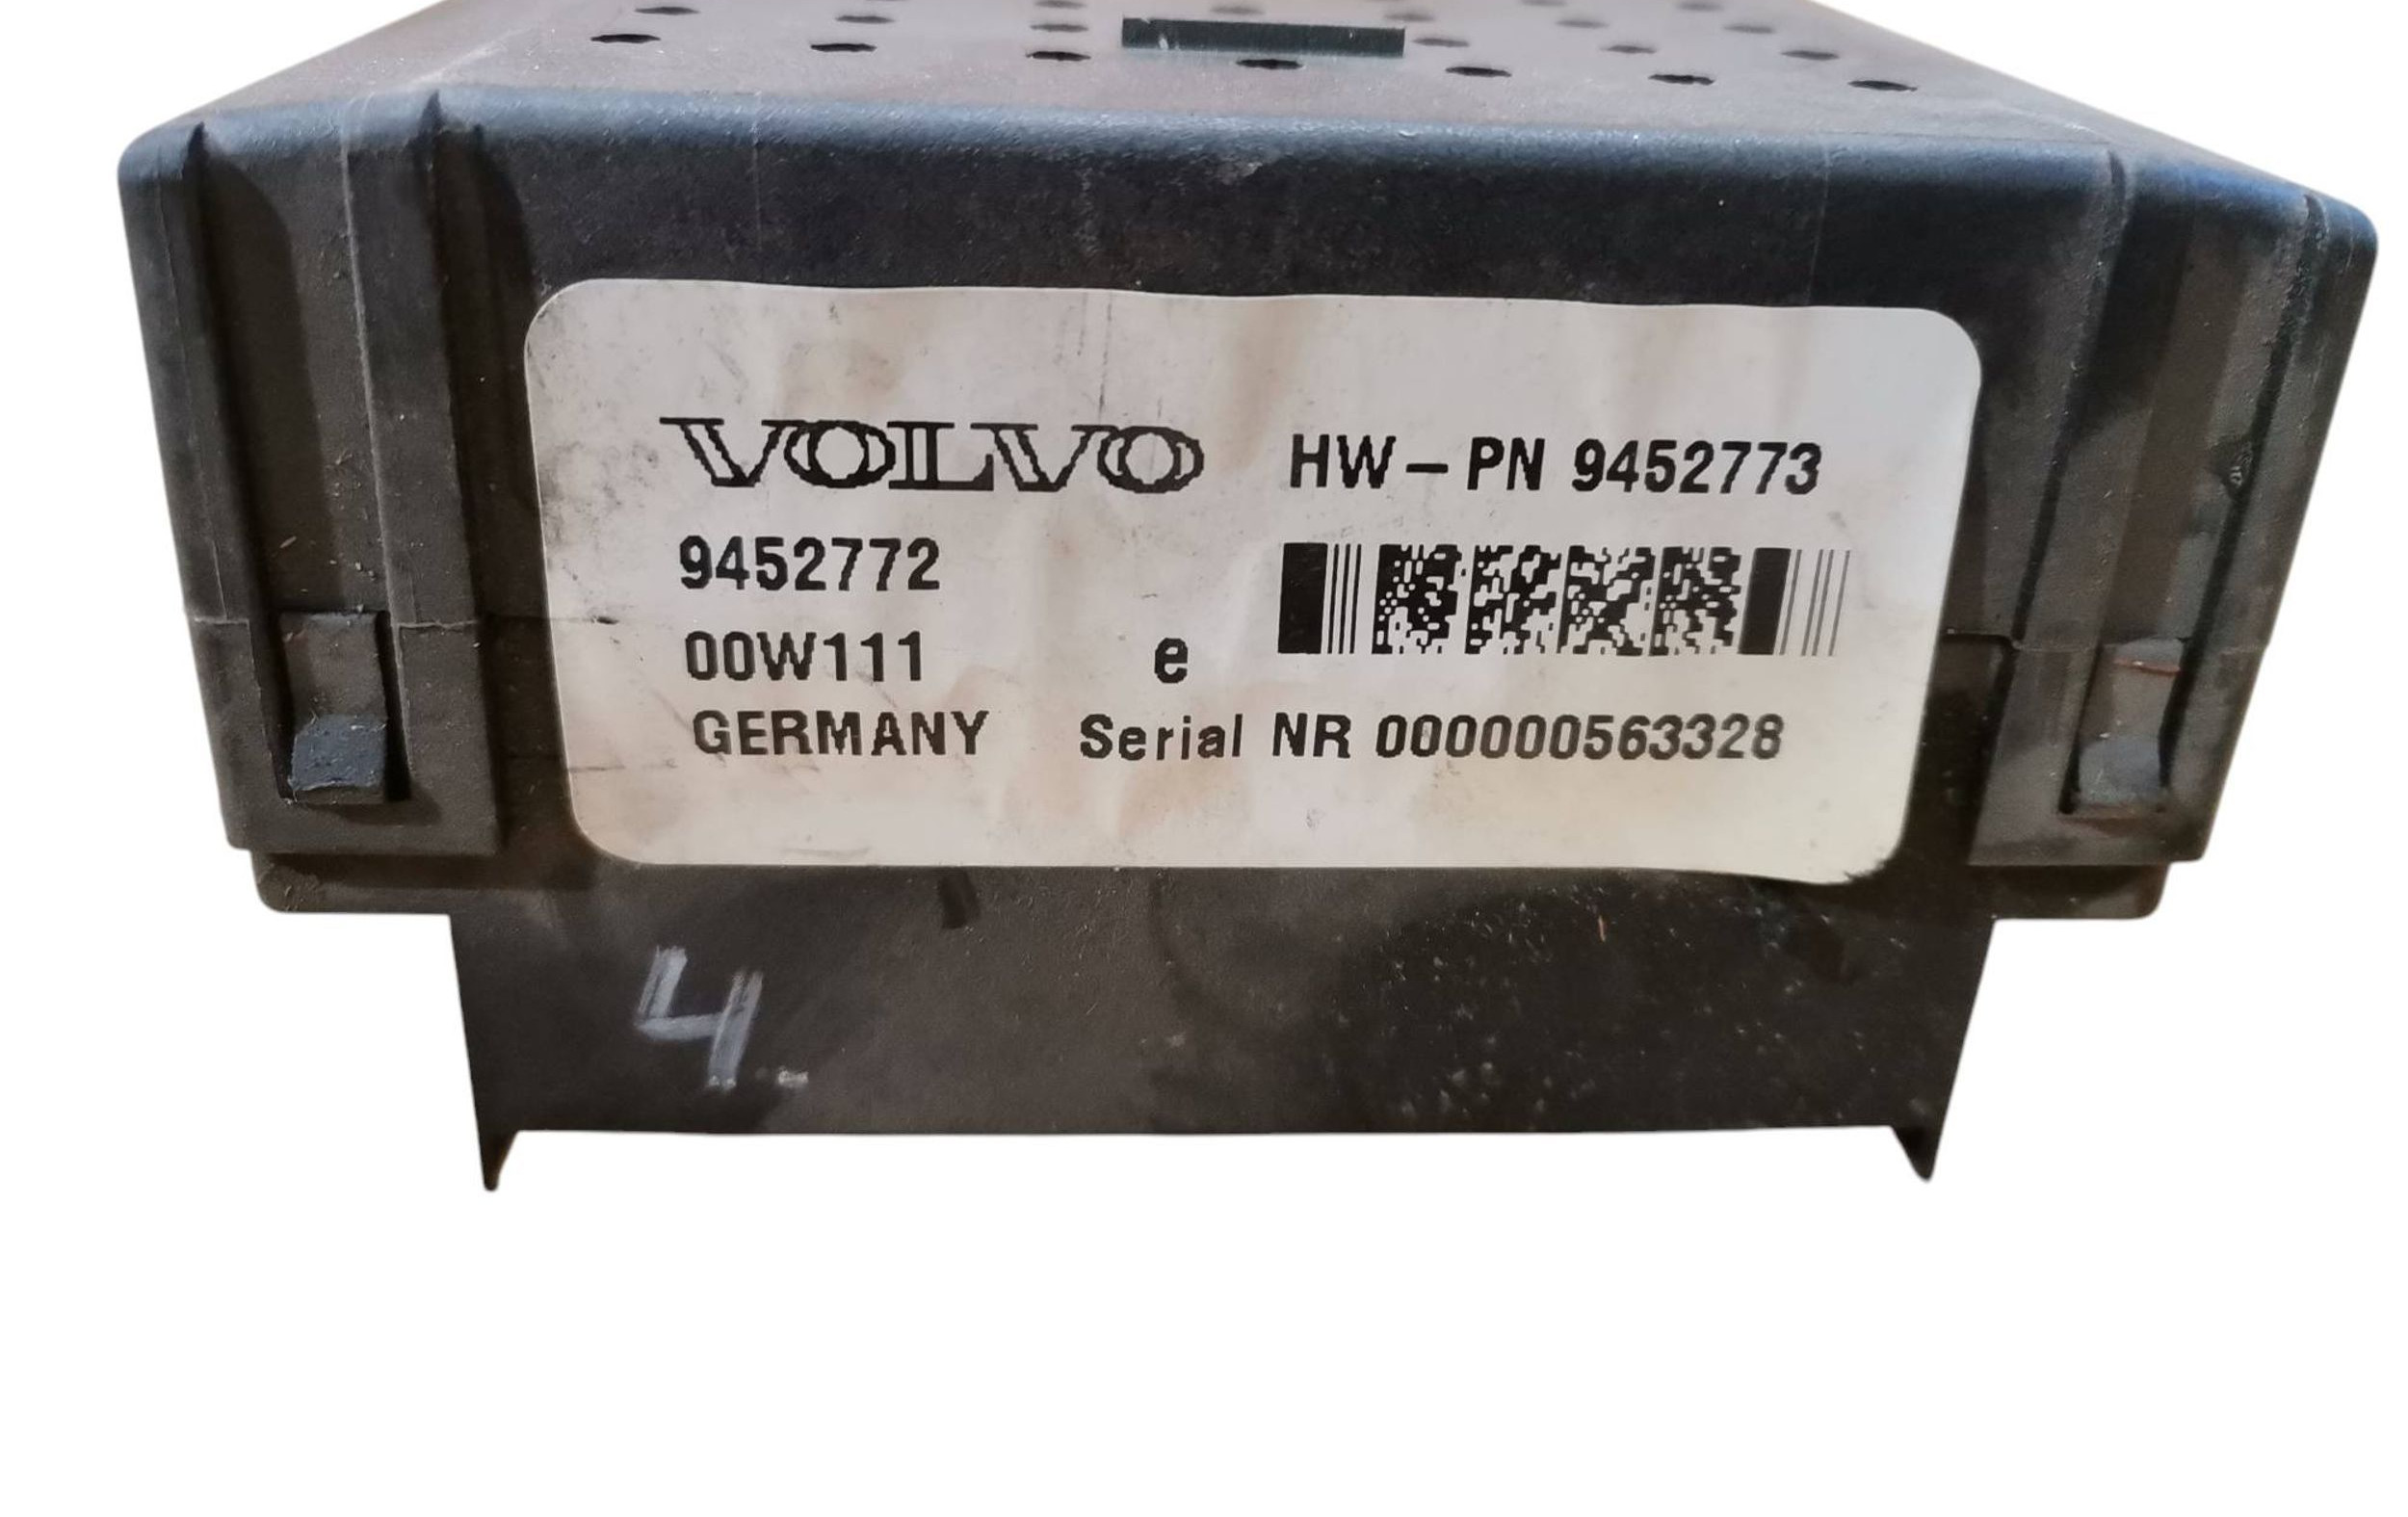 VOLVO HW-PN 9452773
9452772
00W111 e
GERMANY Serial NR 000000563328
4.